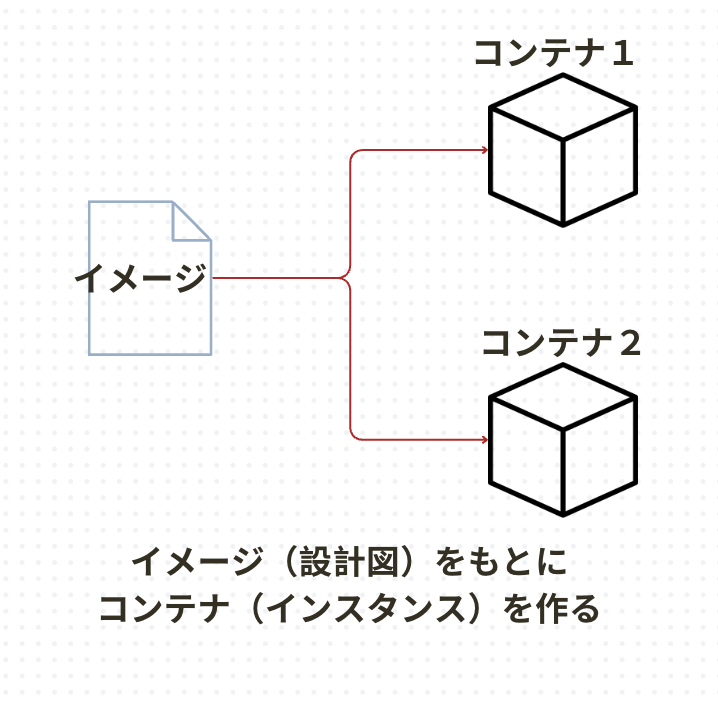 コンテナ１
イメージ
コンテナ２
イメージ（設計図）をもとに
コンテナ（インスタンス）を作る